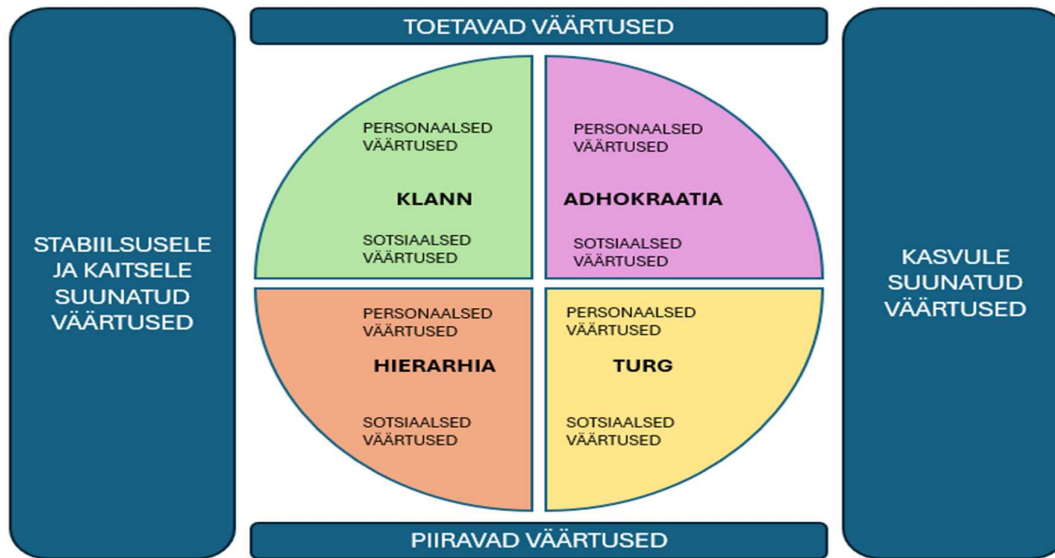 TOETAVAD VÄÄRTUSED
STABIILSUSELE
JA KAITSELE
SUUNATUD
VÄÄRTUSED
PERSONAALSED
VÄÄRTUSED
KLANN
SOTSIAALSED
VÄÄRTUSED
PERSONAALSED
VÄÄRTUSED
ADHOKRAATIA
SOTSIAALSED
VÄÄRTUSED
PERSONAALSED
VÄÄRTUSED
HIERARHIA
SOTSIAALSED
VÄÄRTUSED
PERSONAALSED
VÄÄRTUSED
TURG
SOTSIAALSED
VÄÄRTUSED
KASVULE
SUUNATUD
VÄÄRTUSED
PIIRAVAD VÄÄRTUSED